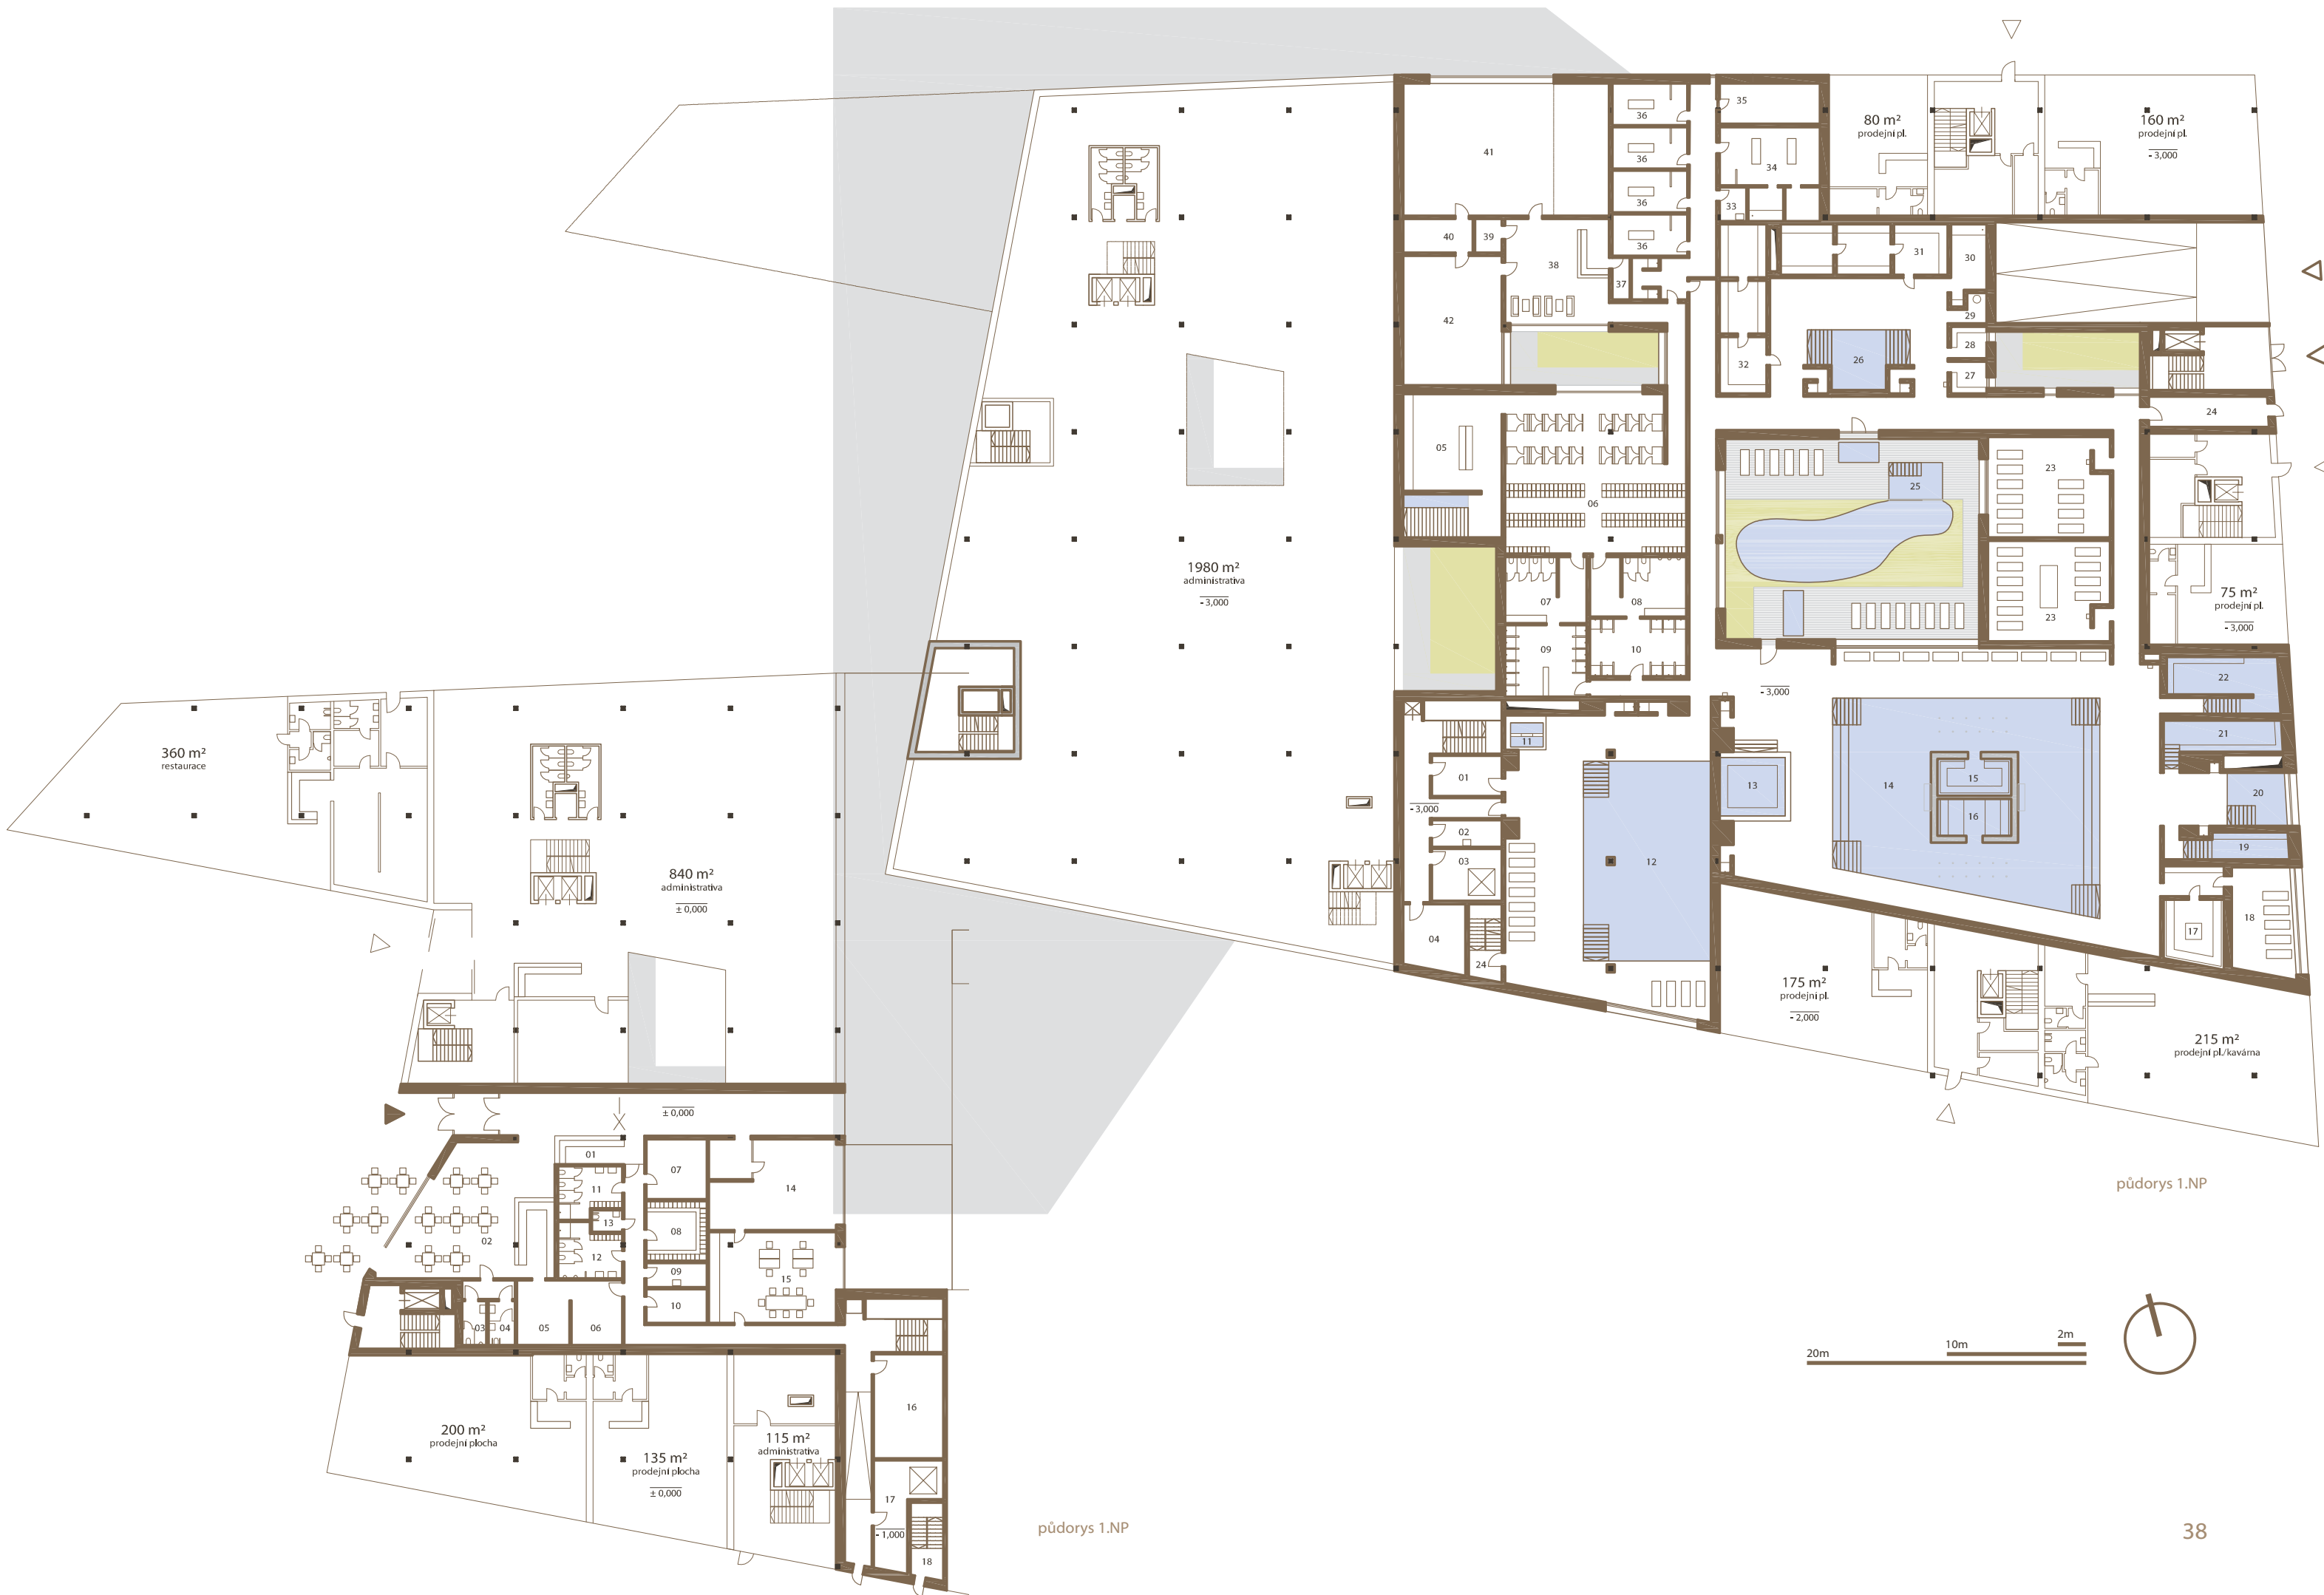 35
80 m²
prodejní pl.
160 m²
prodejní pl.
- 3,000
36
41
36
34
36
33
40
39
36
38
31
30
37
29
42
28
26
32
27
24
05
23
25
06
1980 m²
administrativa
- 3,000
07
08
75 m²
prodejní pl.
- 3,000
23
09
10
22
- 3,000
21
11
360 m²
restaurace
01
13
14
15
20
- 3,000
16
02
12
19
03
840 m²
administrativa
± 0,000
18
04
17
24
175 m²
prodejní pl.
- 2,000
215 m²
prodejní pl./kavárna
± 0,000
01
07
11
14
13
08
02
12
09
15
10
03
04
05
06
půdorys 1.NP
20m
10m
2m
16
200 m²
prodejní plocha
135 m²
prodejní plocha
± 0,000
115 m²
administrativa
17
- 1,000
18
půdorys 1.NP
38